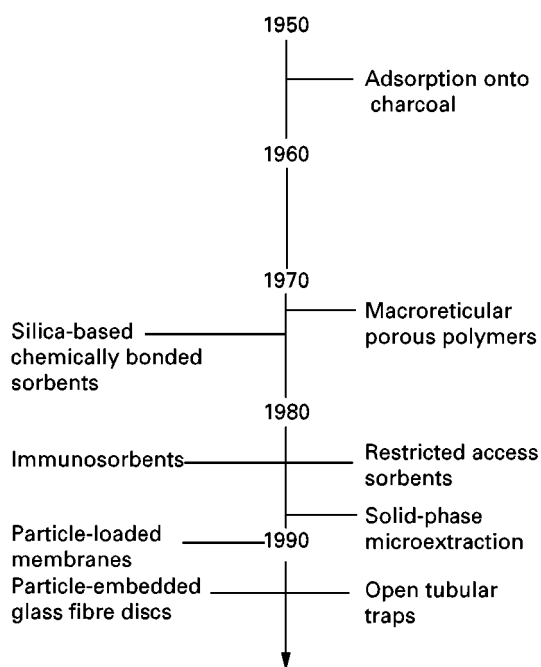 1950
Adsorption onto
charcoal
1960
1970
Macroreticular
porous polymers
Silica-based
chemically bonded
sorbents
1980
Immunosorbents
Restricted access
sorbents
Solid-phase
microextraction
Particle-loaded
membranes
1990
Particle-embedded
glass fibre discs
Open tubular
traps